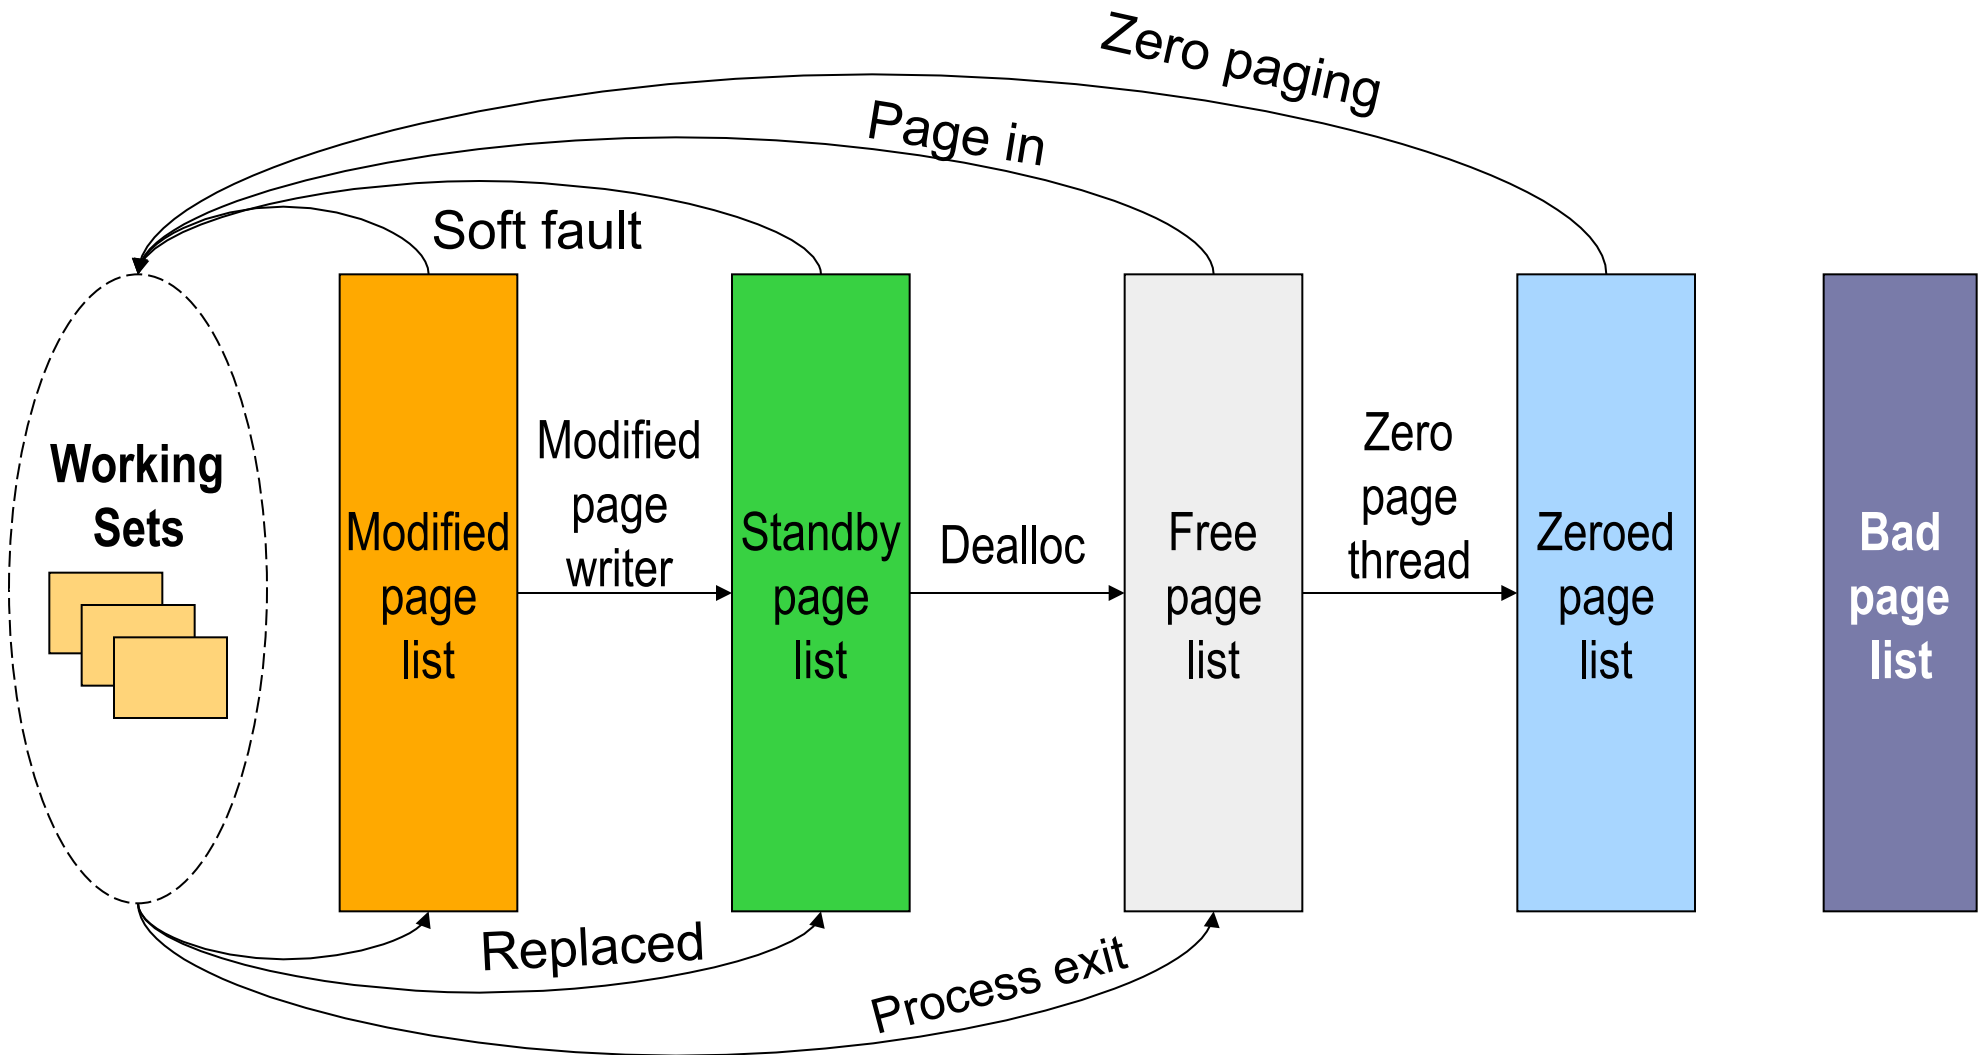 Zero paging
Page in
Soft fault
Working
Sets
Modified
page
list
Modified
page
writer
Standby
page
list
Dealloc
Free
page
list
Zero
page
thread
Zeroed
page
list
Bad
page
list
Replaced
Process exit